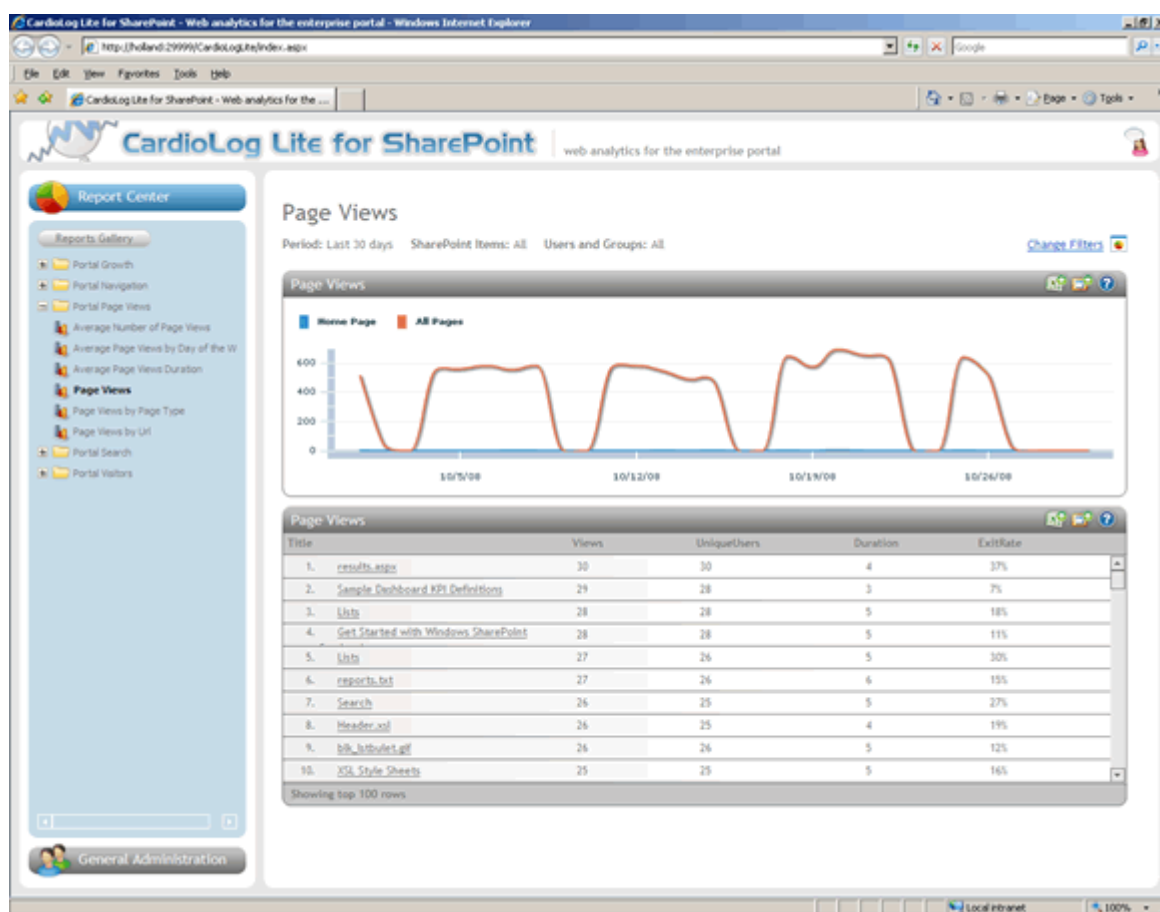 CardioLog Lite for SharePoint - Web analytics for the enterprise portal - Windows Internet Explorer
http://holland:29999/CardioLogLite/index.aspx
Google
File Edit View Favorites Tools Help
CardioLog Lite for SharePoint - Web analytics for the ...
Page Tools
CardioLog Lite for SharePoint
web analytics for the enterprise portal
Report Center
Reports Gallery
Portal Growth
Portal Navigation
Portal Page Views
Average Number of Page Views
Average Page Views by Day of the W
Average Page Views Duration
Page Views
Page Views by Page Type
Page Views by Url
Portal Search
Portal Visitors
General Administration
Page Views
Period: Last 30 days SharePoint Items: All Users and Groups: All
Change Filters
Page Views
Home Page All Pages
600
400
200
0
10/5/08 10/12/08 10/19/08 10/26/08
Page Views
Title Views UniqueUsers Duration ExitRate
1. results.aspx 30 30 4 37%
2. Sample Dashboard KPI Definitions 29 28 3 7%
3. Lists 28 28 5 18%
4. Get Started with Windows SharePoint 28 28 5 11%
5. Lists 27 26 5 30%
6. reports.txt 27 26 6 15%
7. Search 26 25 5 27%
8. Header.xsl 26 25 4 19%
9. blk_lstbulet.gif 26 26 5 12%
10. XSL Style Sheets 25 25 5 16%
Showing top 100 rows
Local intranet 100%